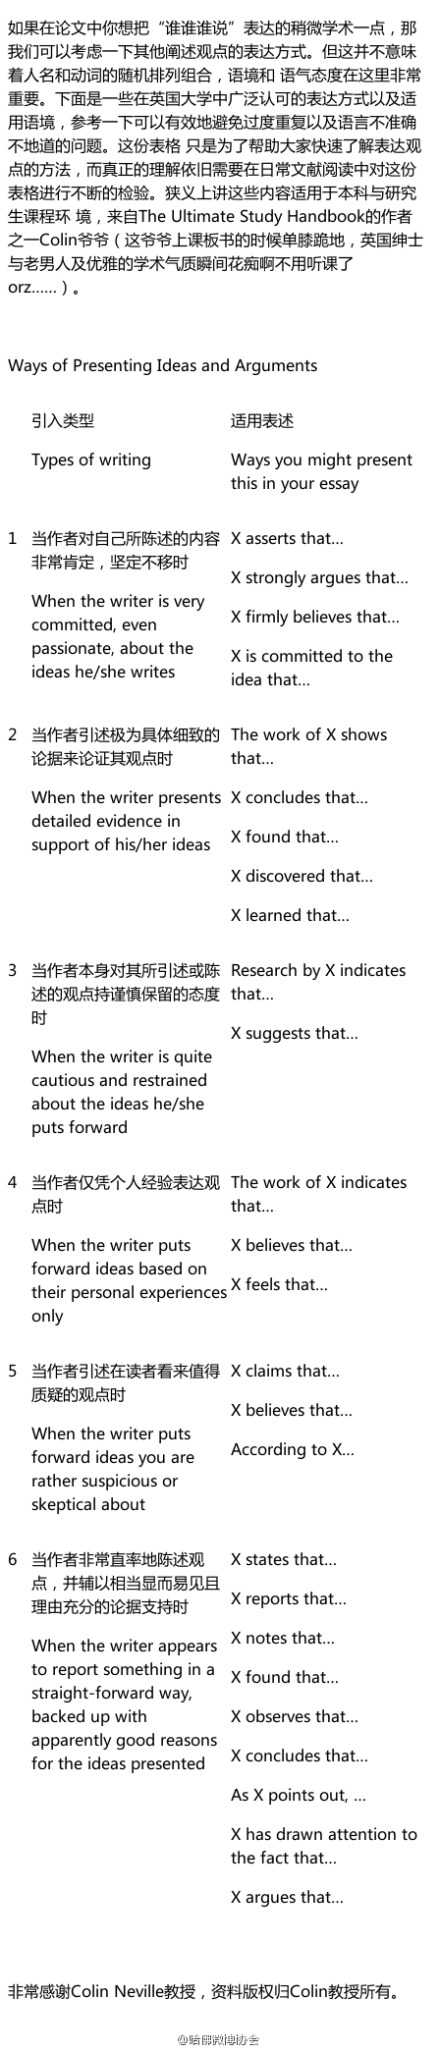 如果在论文中你想把“谁谁谁说”表达的稍微学术一点，那
我们可以考虑一下其他阐述观点的表达方式。但这并不意味
着人名和动词的随机排列组合，语境和 语气态度在这里非常
重要。下面是一些在英国大学中广泛认可的表达方式以及适
用语境，参考一下可以有效地避免过度重复以及语言不准确
不地道的问题。这份表格 只是为了帮助大家快速了解表达观
点的方法，而真正的理解依旧需要在日常文献阅读中对这份
表格进行不断的检验。狭义上讲这些内容适用于本科与研究
生课程环 境，来自The Ultimate Study Handbook的作者
之一Colin爷爷（这爷爷上课板书的时候单膝跪地，英国绅士
与老男人及优雅的学术气质瞬间花痴啊不用听课了
orz……）。
Ways of Presenting Ideas and Arguments
引入类型
Types of writing
适用表述
Ways you might present
this in your essay
1 当作者对自己所陈述的内容
非常肯定，坚定不移时
When the writer is very
committed, even
passionate, about the
ideas he/she writes
X asserts that...
X strongly argues that...
X firmly believes that...
X is committed to the
idea that...
2 当作者引述极为具体细致的
论据来论证其观点时
When the writer presents
detailed evidence in
support of his/her ideas
The work of X shows
that...
X concludes that...
X found that...
X discovered that...
X learned that...
3 当作者本身对其所引述或陈
述的观点持谨慎保留的态度
时
When the writer is quite
cautious and restrained
about the ideas he/she
puts forward
Research by X indicates
that...
X suggests that...
4 当作者仅凭个人经验表达观
点时
When the writer puts
forward ideas based on
their personal experiences
only
The work of X indicates
that...
X believes that...
X feels that...
5 当作者引述在读者看来值得
质疑的观点时
When the writer puts
forward ideas you are
rather suspicious or
skeptical about
X claims that...
X believes that...
According to X...
6 当作者非常直率地陈述观
点，并辅以相当显而易见且
理由充分的论据支持时
When the writer appears
to report something in a
straight-forward way,
backed up with
apparently good reasons
for the ideas presented
X states that...
X reports that...
X notes that...
X found that...
X observes that...
X concludes that...
As X points out, ...
X has drawn attention to
the fact that...
X argues that...
非常感谢Colin Neville教授，资料版权归Colin教授所有。
@哈佛微博协会